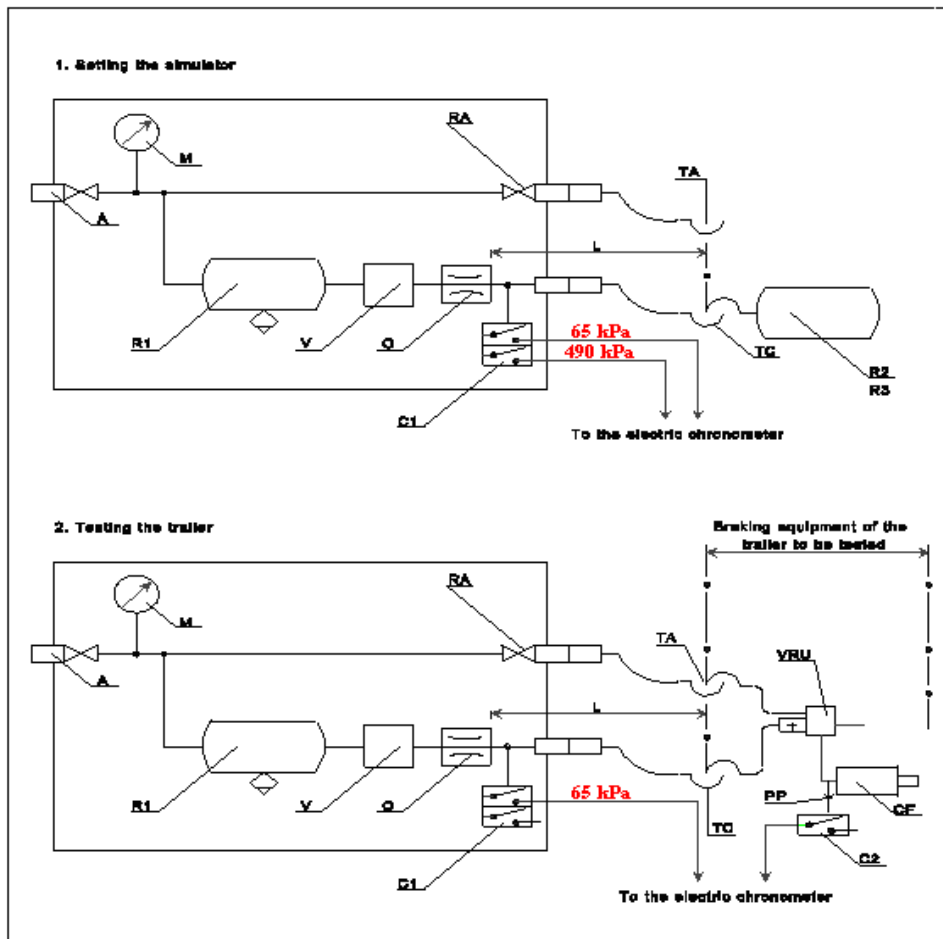 1. Setting the simulator
RA
M
TA
A
L
R1
V
O
65 kPa
490 kPa
TC
R2
R3
C1
To the electric chronometer
2. Testing the trailer
Braking equipment of the
trailer to be tested
RA
M
TA
VRU
A
L
R1
V
O
65 kPa
PP
CF
TC
C2
C1
To the electric chronometer